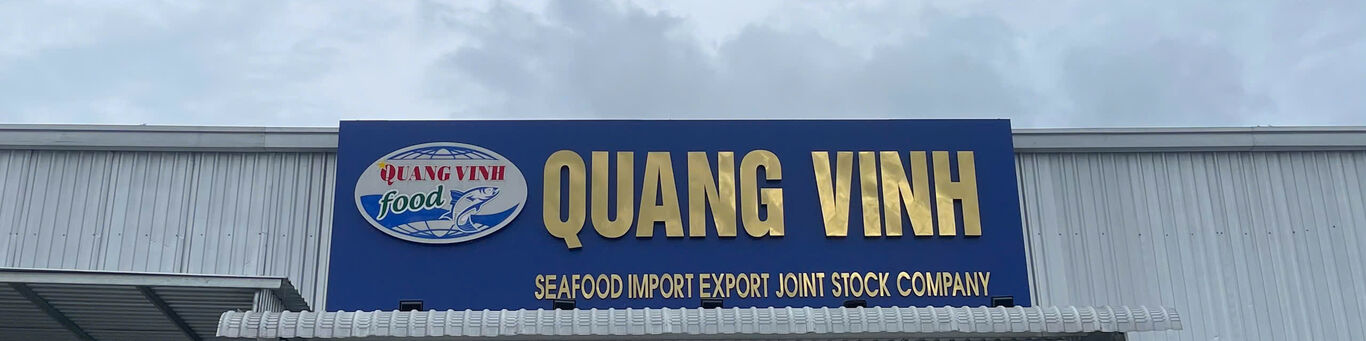 QUANG VINH
food
QUANG VINH
SEAFOOD IMPORT EXPORT JOINT STOCK COMPANY